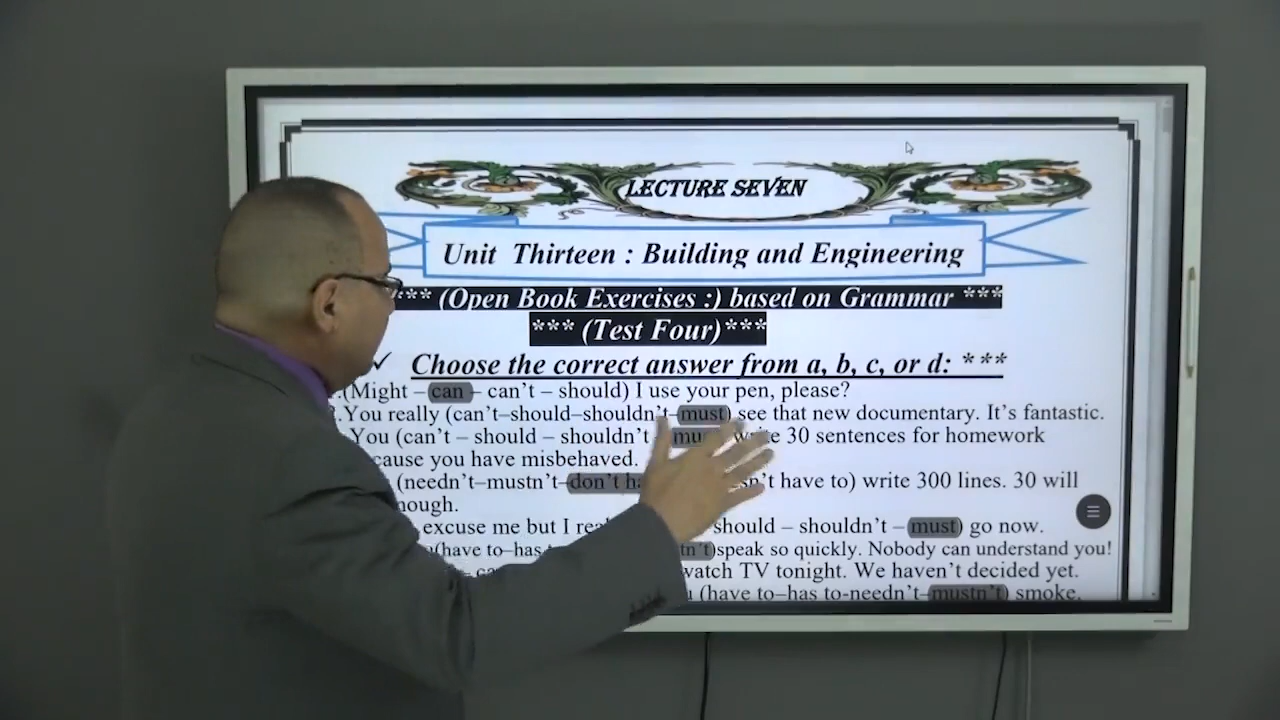 LECTURE SEVEN
Unit Thirteen : Building and Engineering
*** (Open Book Exercises :) based on Grammar ***
*** (Test Four)***
✓ Choose the correct answer from a, b, c, or d: ***
.(Might – can – can't – should) I use your pen, please?
.You really (can't–should–shouldn't–must) see that new documentary. It's fantastic.
You (can't – should – shouldn't 30 sentences for homework
cause you have misbehaved.
(needn't–mustn't–don't have to) write 300 lines. 30 will
excuse me but I should – shouldn't – must) go now.
(have to–has speak so quickly. Nobody can understand you!
watch TV tonight. We haven't decided yet.
(have to–has to-needn't–mustn't) smoke.